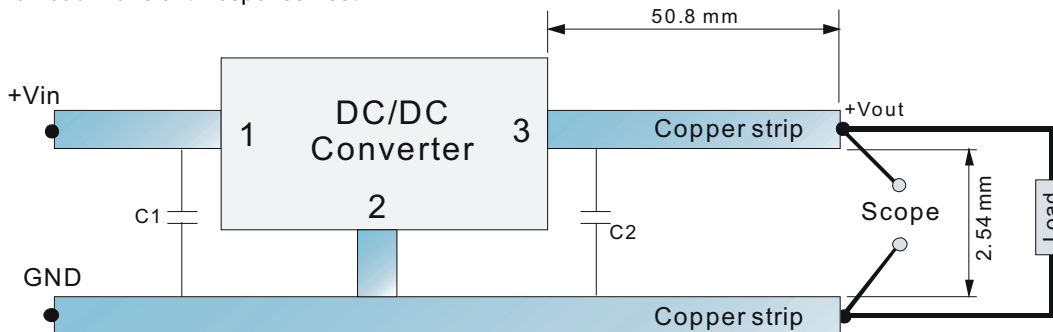 50.8 mm
+Vin
DC/DC
Converter
1
3
2
Copper strip
+Vout
C1
C2
Scope
2.54 mm
Load
GND
Copper strip